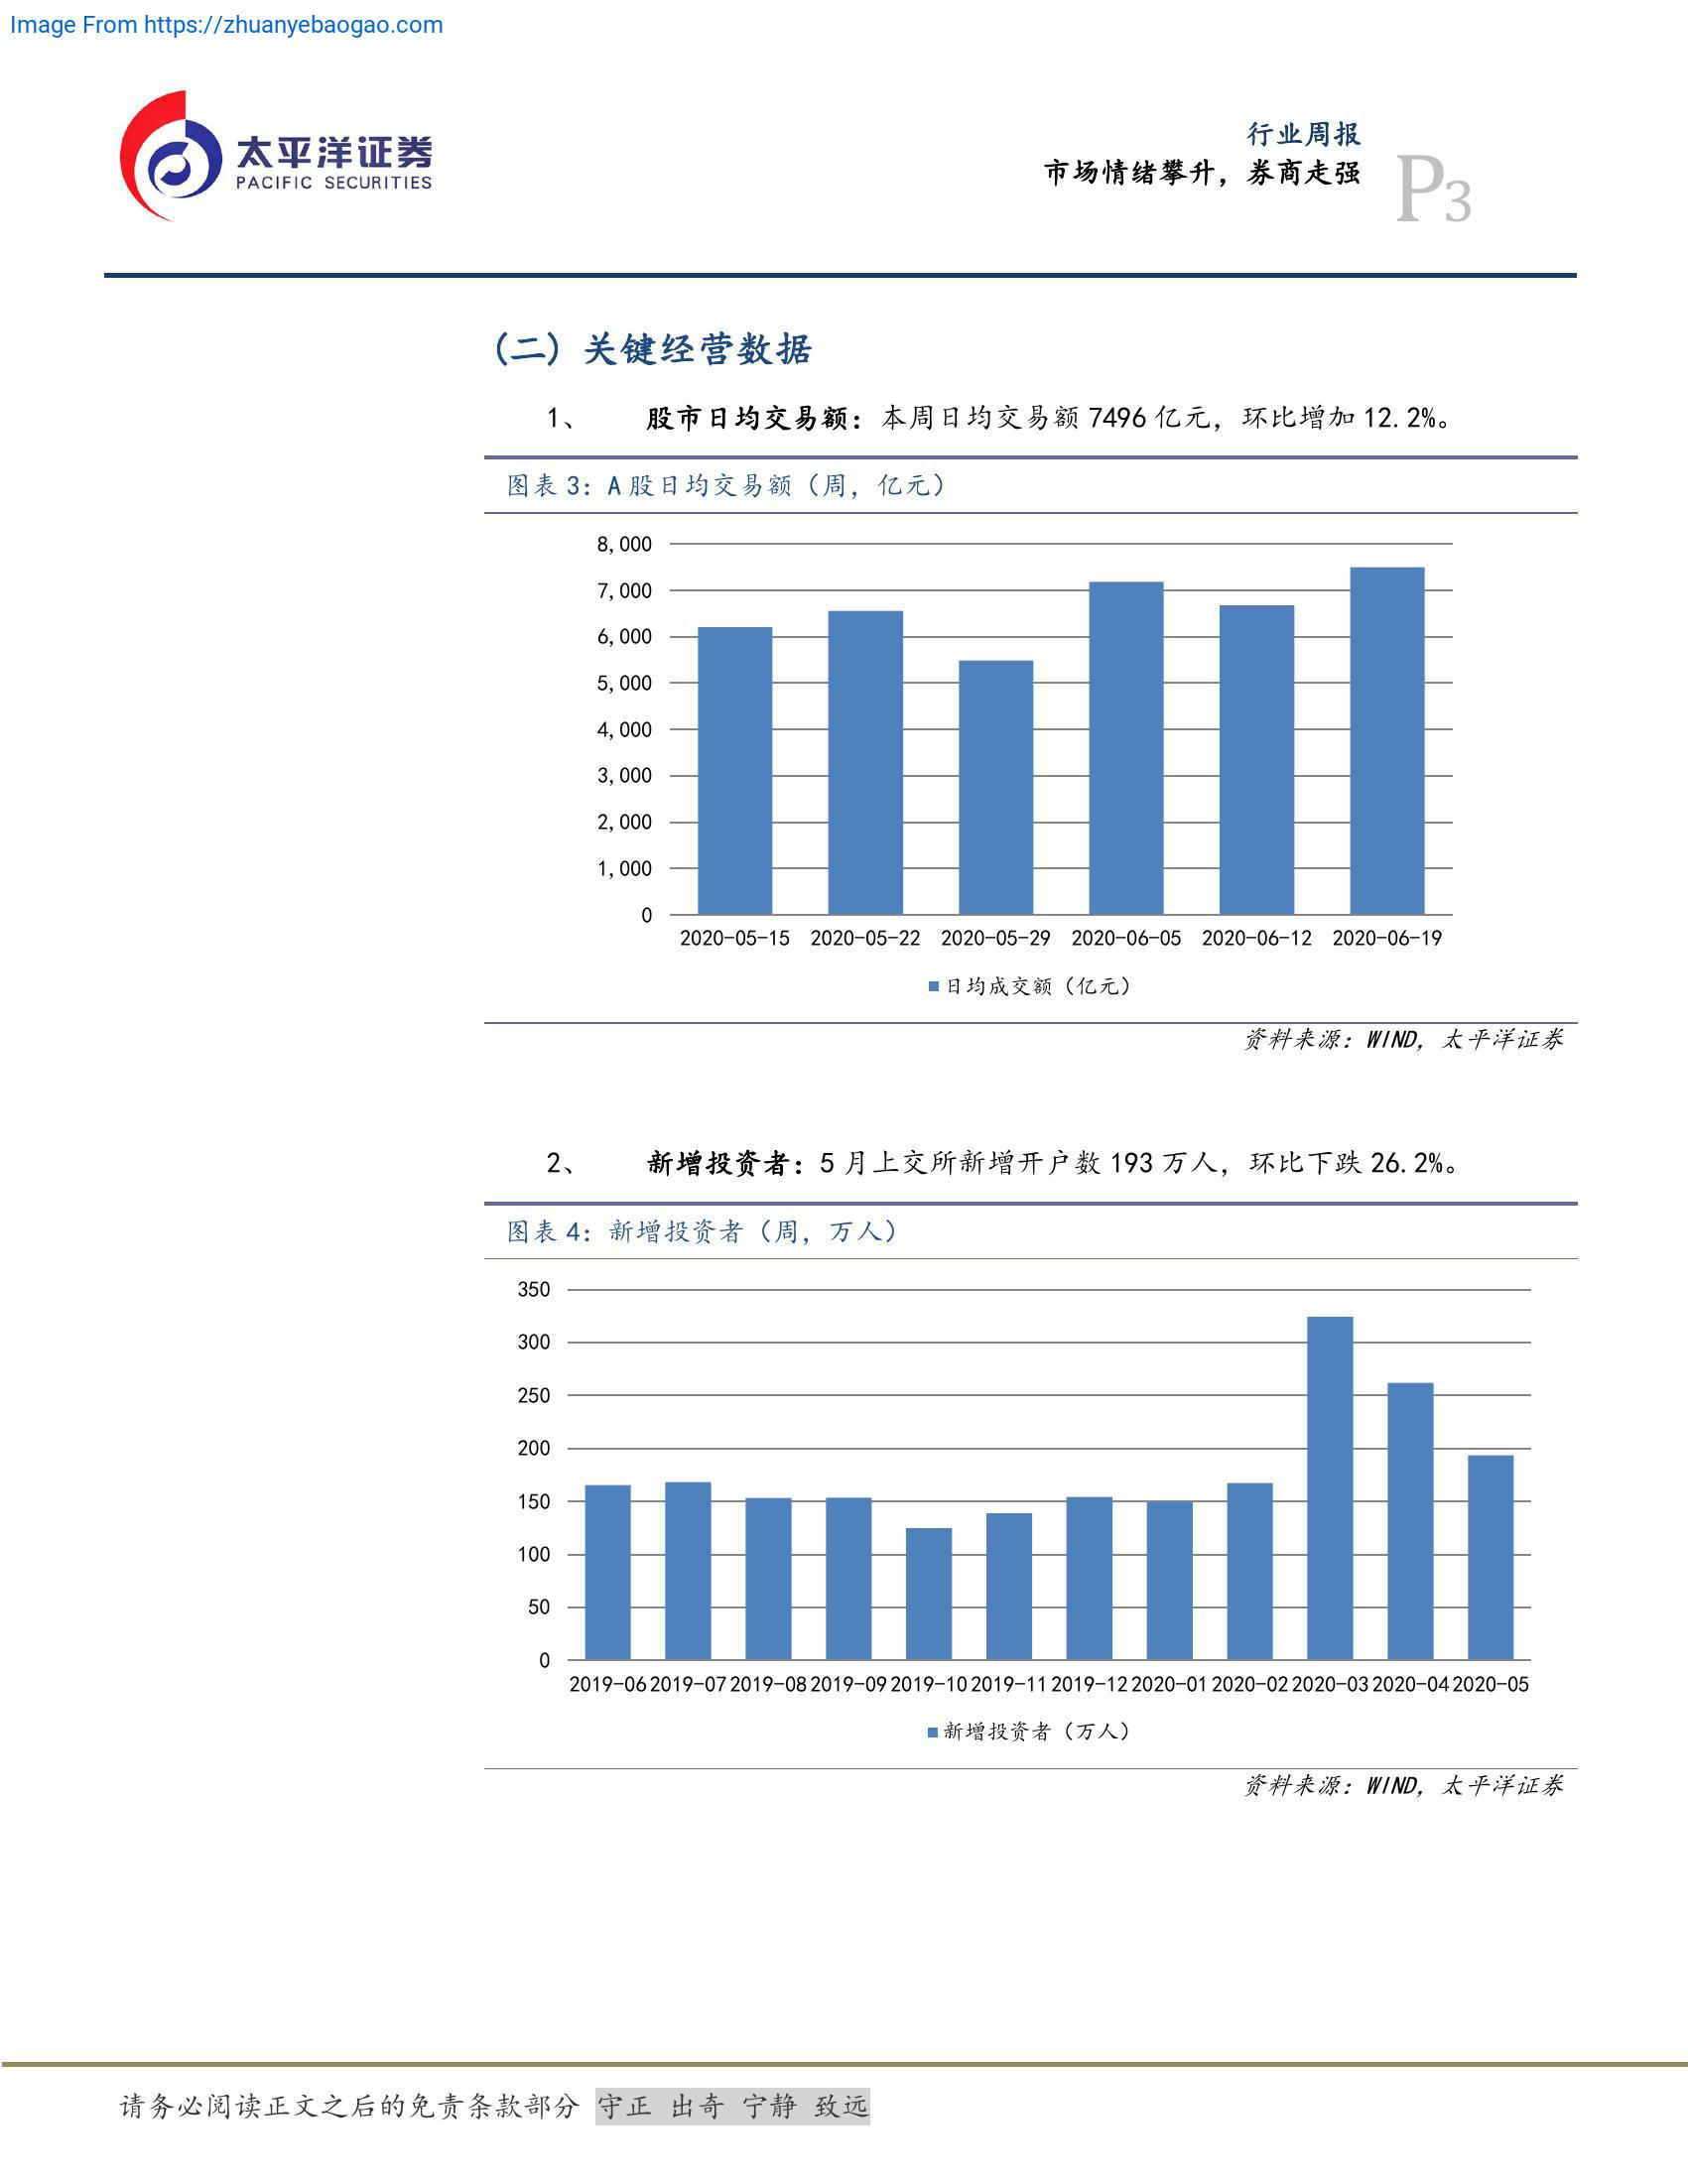 Image From https://zhuanyebaogao.com
太平洋证券
PACIFIC SECURITIES
行业周报
市场情绪攀升，券商走强
P3
(二) 关键经营数据
1、 股市日均交易额：本周日均交易额 7496 亿元，环比增加 12.2%。
图表 3：A 股日均交易额（周，亿元）
8,000
7,000
6,000
5,000
4,000
3,000
2,000
1,000
0
2020-05-15 2020-05-22 2020-05-29 2020-06-05 2020-06-12 2020-06-19
日均成交额（亿元）
资料来源：WIND，太平洋证券
2、 新增投资者：5 月上交所新增开户数 193 万人，环比下跌 26.2%。
图表 4：新增投资者（周，万人）
350
300
250
200
150
100
50
0
2019-06 2019-07 2019-08 2019-09 2019-10 2019-11 2019-12 2020-01 2020-02 2020-03 2020-04 2020-05
新增投资者（万人）
资料来源：WIND，太平洋证券
请务必阅读正文之后的免责条款部分 守正 出奇 宁静 致远